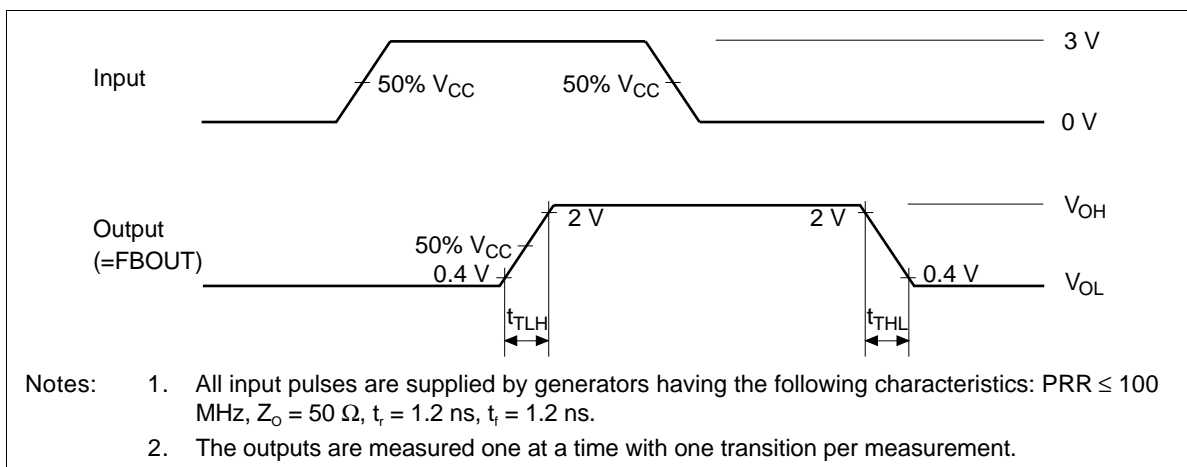 3 V
Input
50% VCC
50% VCC
0 V
VOH
2 V
2 V
Output
50% VCC
(=FBOUT)
0.4 V
0.4 V
VOL
tTLH
tTHL
Notes: 1. All input pulses are supplied by generators having the following characteristics: PRR ≤ 100
MHz, ZO = 50 Ω, tr = 1.2 ns, tf = 1.2 ns.
2. The outputs are measured one at a time with one transition per measurement.